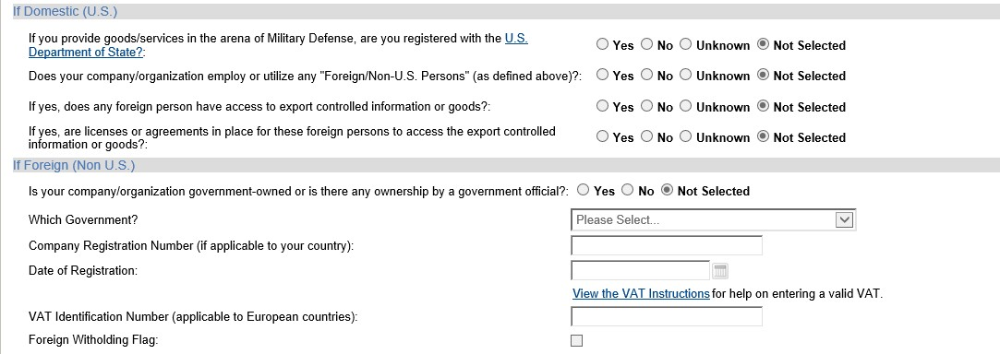 If Domestic (U.S.)
If you provide goods/services in the arena of Military Defense, are you registered with the U.S.
Department of State?:
Yes No Unknown Not Selected
Does your company/organization employ or utilize any "Foreign/Non-U.S. Persons" (as defined above)?: Yes No Unknown Not Selected
If yes, does any foreign person have access to export controlled information or goods?: Yes No Unknown Not Selected
If yes, are licenses or agreements in place for these foreign persons to access the export controlled
information or goods?:
Yes No Unknown Not Selected
If Foreign (Non U.S.)
Is your company/organization government-owned or is there any ownership by a government official?: Yes No Not Selected
Which Government? Please Select...
Company Registration Number (if applicable to your country):
Date of Registration:
View the VAT Instructions for help on entering a valid VAT.
VAT Identification Number (applicable to European countries):
Foreign Witholding Flag: